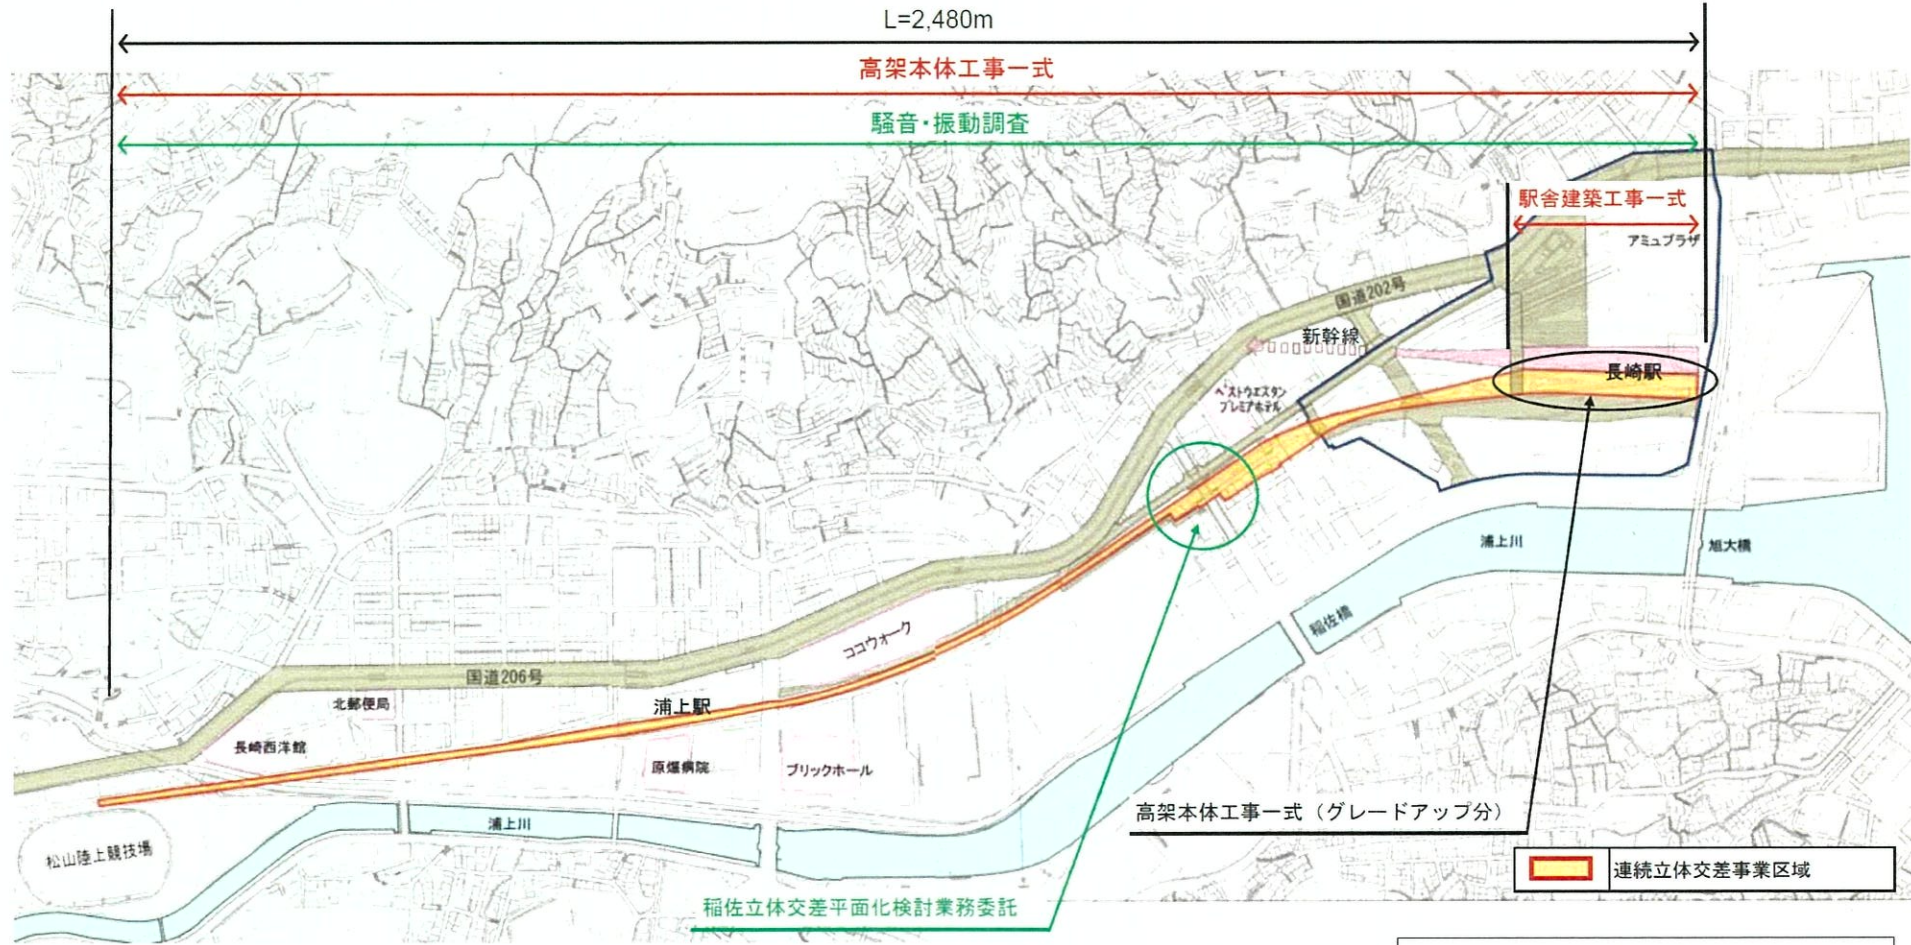 L=2,480m
高架本体工事一式
騒音・振動調査
駅舎建築工事一式
アミュプラザ
国道202号
新幹線
長崎駅
ベストウエスタン
プレミアホテル
浦上川
旭大橋
稲佐橋
ココウォーク
国道206号
浦上駅
北郵便局
長崎西洋館
原爆病院
ブリックホール
高架本体工事一式（グレードアップ分）
浦上川
松山陸上競技場
連続立体交差事業区域
稲佐立体交差平面化検討業務委託